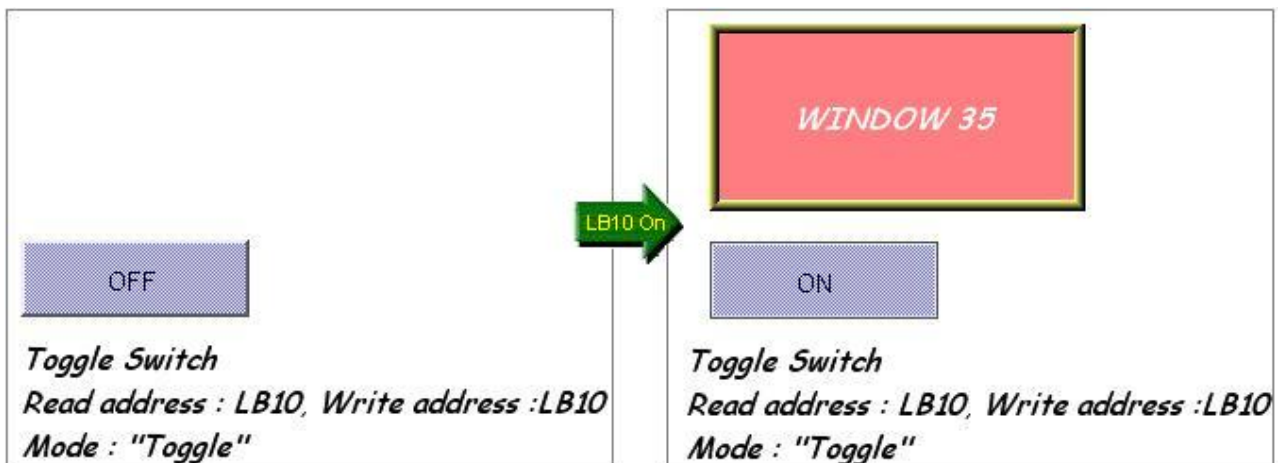 WINDOW 35
LB10 On
OFF
ON
Toggle Switch
Read address : LB10, Write address :LB10
Mode : "Toggle"
Toggle Switch
Read address : LB10, Write address :LB10
Mode : "Toggle"